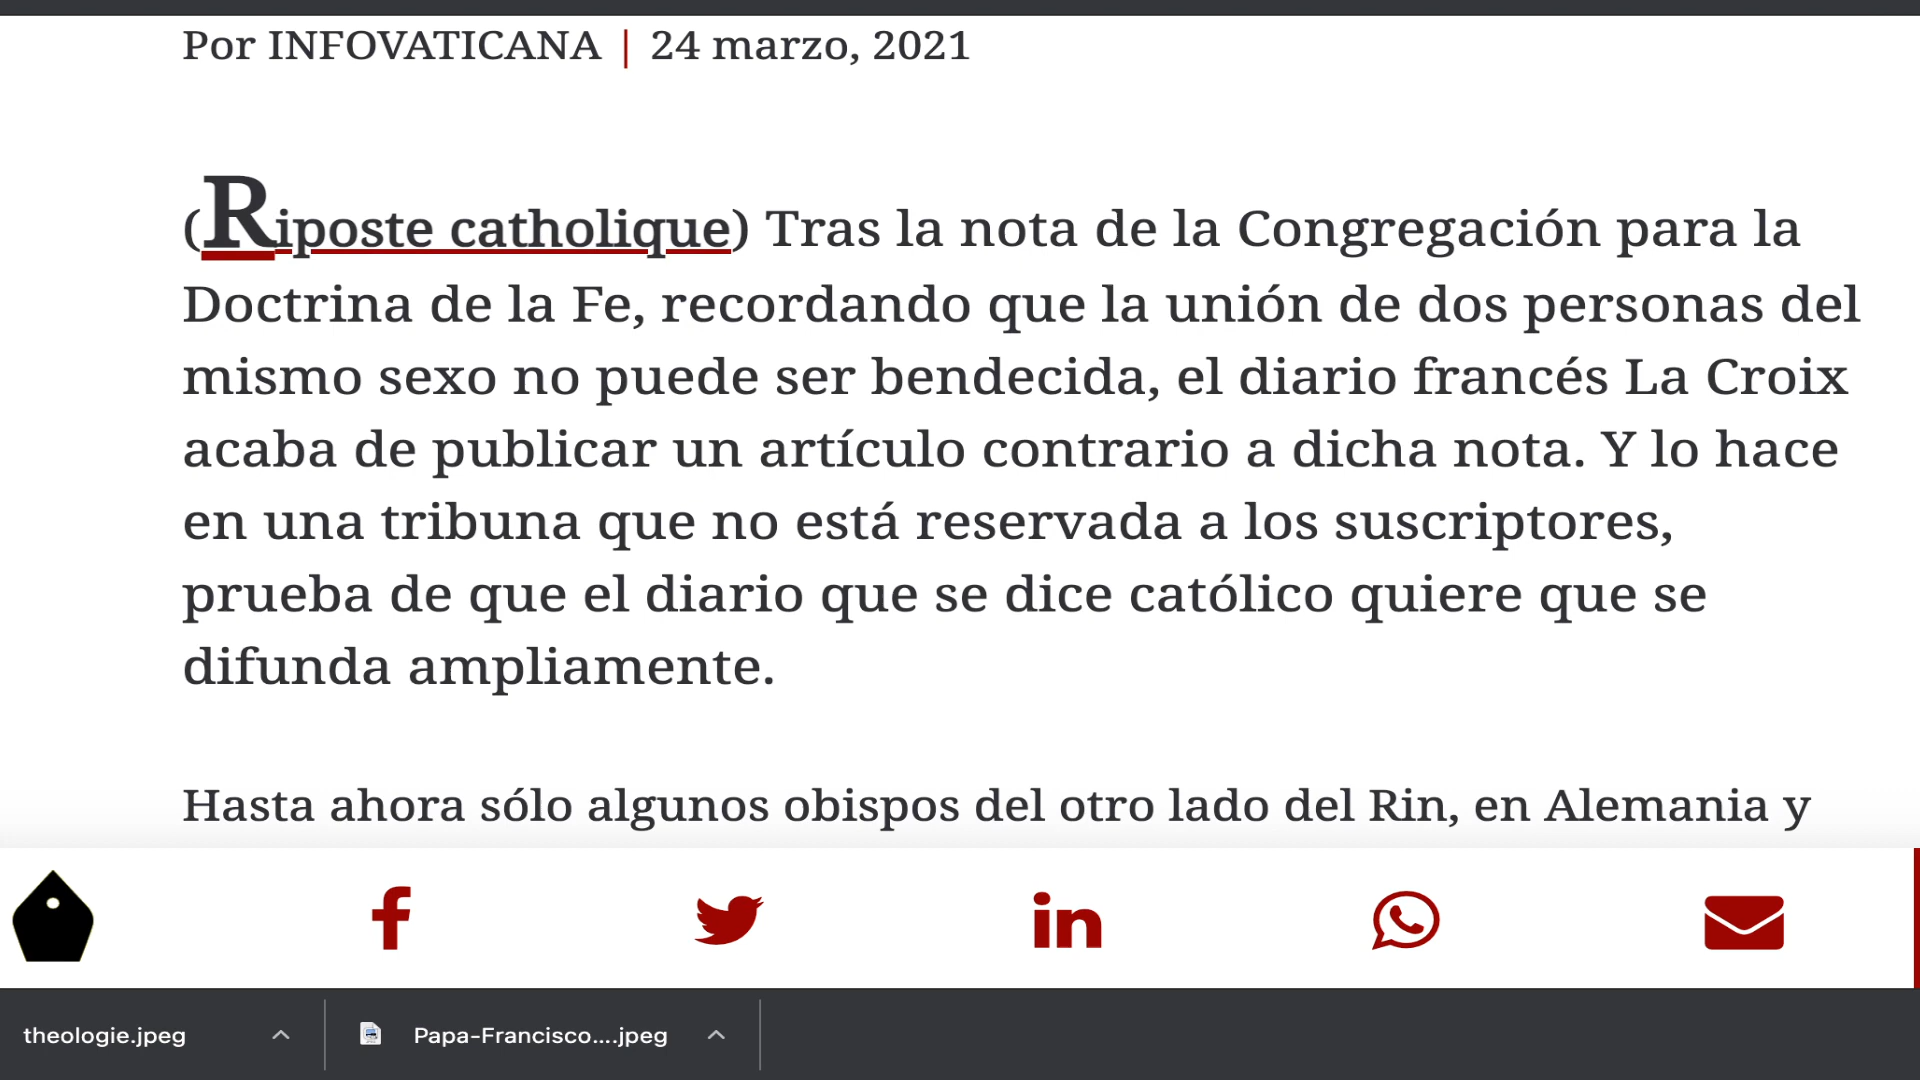 Por INFOVATICANA | 24 marzo, 2021
(Riposte catholique) Tras la nota de la Congregación para la
Doctrina de la Fe, recordando que la unión de dos personas del
mismo sexo no puede ser bendecida, el diario francés La Croix
acaba de publicar un artículo contrario a dicha nota. Y lo hace
en una tribuna que no está reservada a los suscriptores,
prueba de que el diario que se dice católico quiere que se
difunda ampliamente.
Hasta ahora sólo algunos obispos del otro lado del Rin, en Alemania y
theologie.jpeg
Papa-Francisco....jpeg